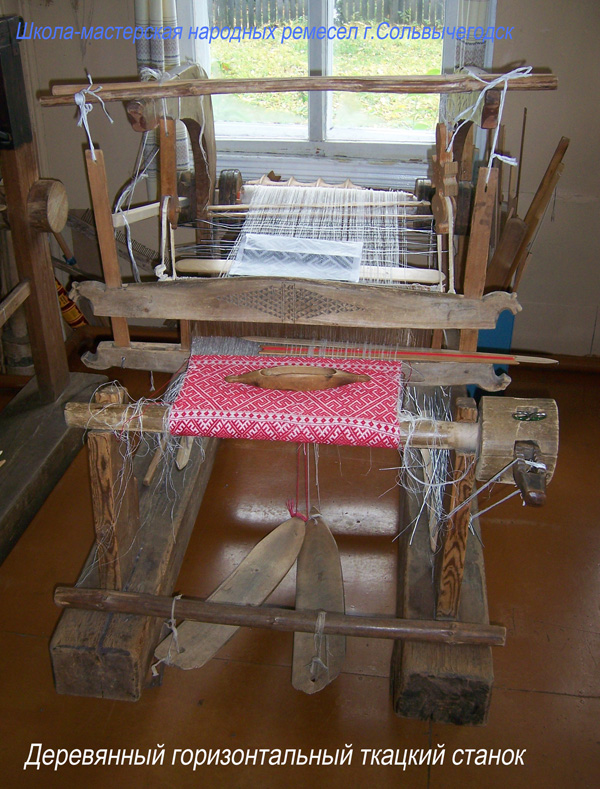 Школа-мастерская народных ремесел г.Сольвычегодск
Деревянный горизонтальный ткацкий станок